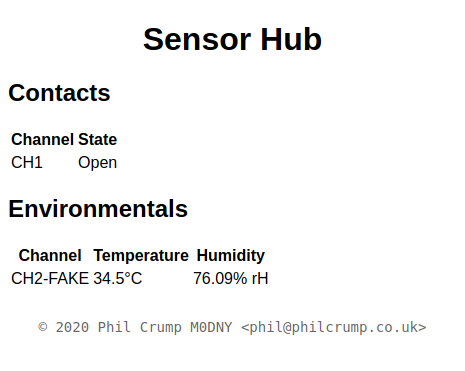 Sensor Hub
Contacts
Channel State
CH1 Open
Environmentals
Channel Temperature Humidity
CH2-FAKE 34.5°C 76.09% rH
© 2020 Phil Crump M0DNY <phil@philcrump.co.uk>